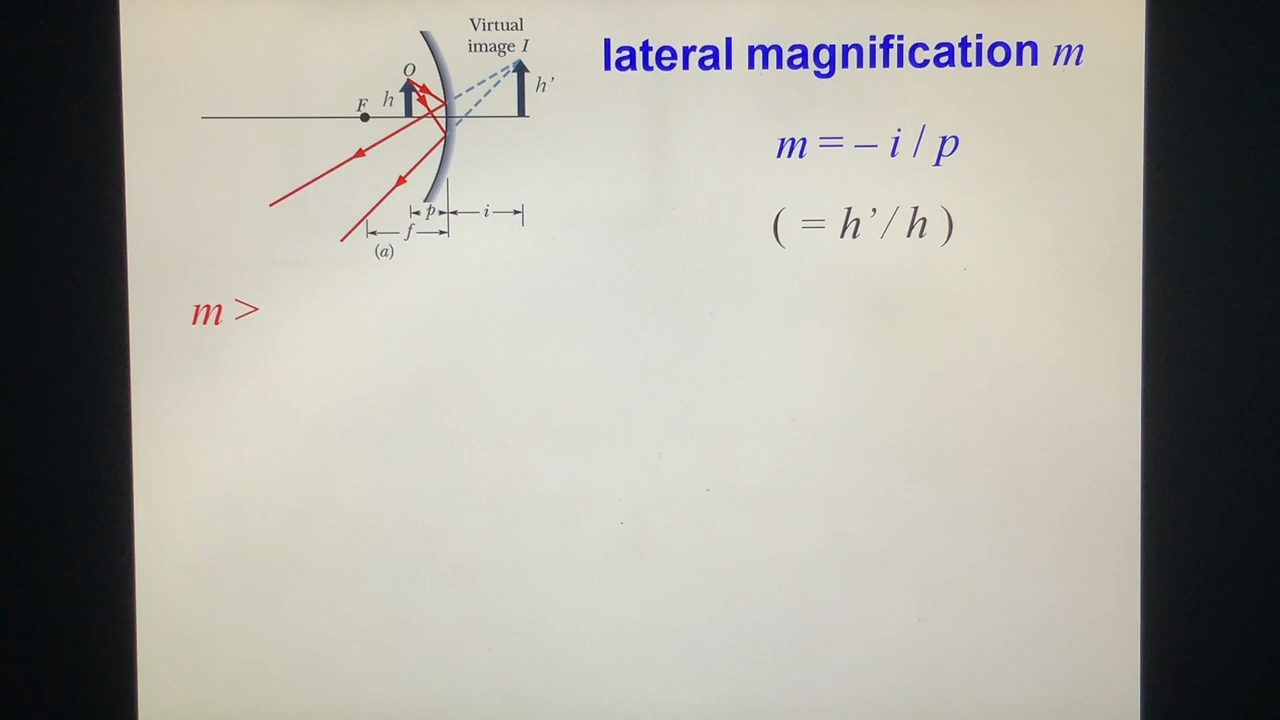 Virtual
image I
lateral magnification m
O
h'
F
h
m = – i / p
( = h’ / h )
p
i
f
(a)
m >